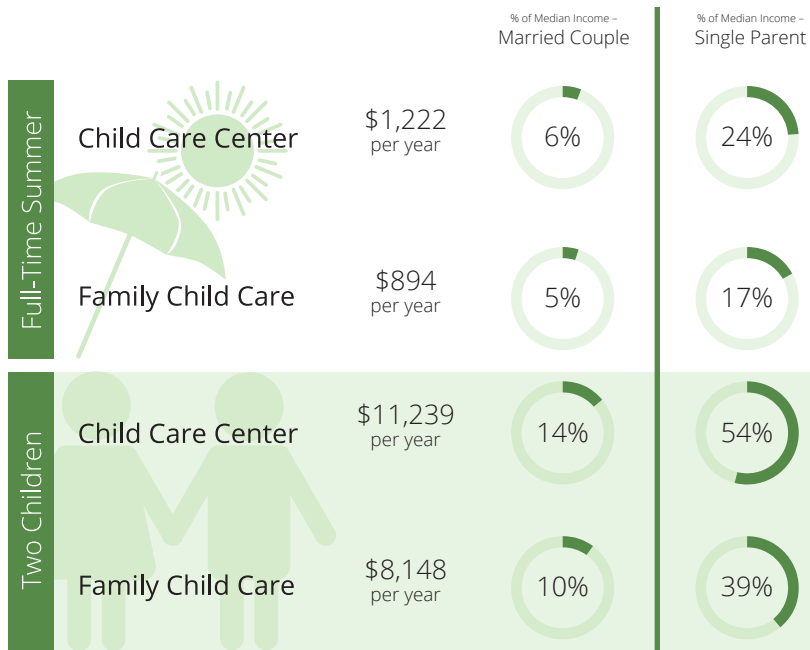 % of Median Income –
Married Couple
% of Median Income –
Single Parent
Full-Time Summer
Child Care Center
$1,222
per year
6%
24%
Family Child Care
$894
per year
5%
17%
Two Children
Child Care Center
$11,239
per year
14%
54%
Family Child Care
$8,148
per year
10%
39%